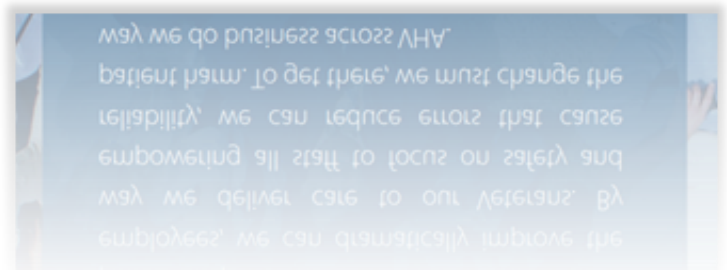 employees, we can dramatically improve the
way we deliver care to our Veterans. By
empowering all staff to focus on safety and
reliability, we can reduce errors that cause
patient harm. To get there, we must change the
way we do business across VHA.